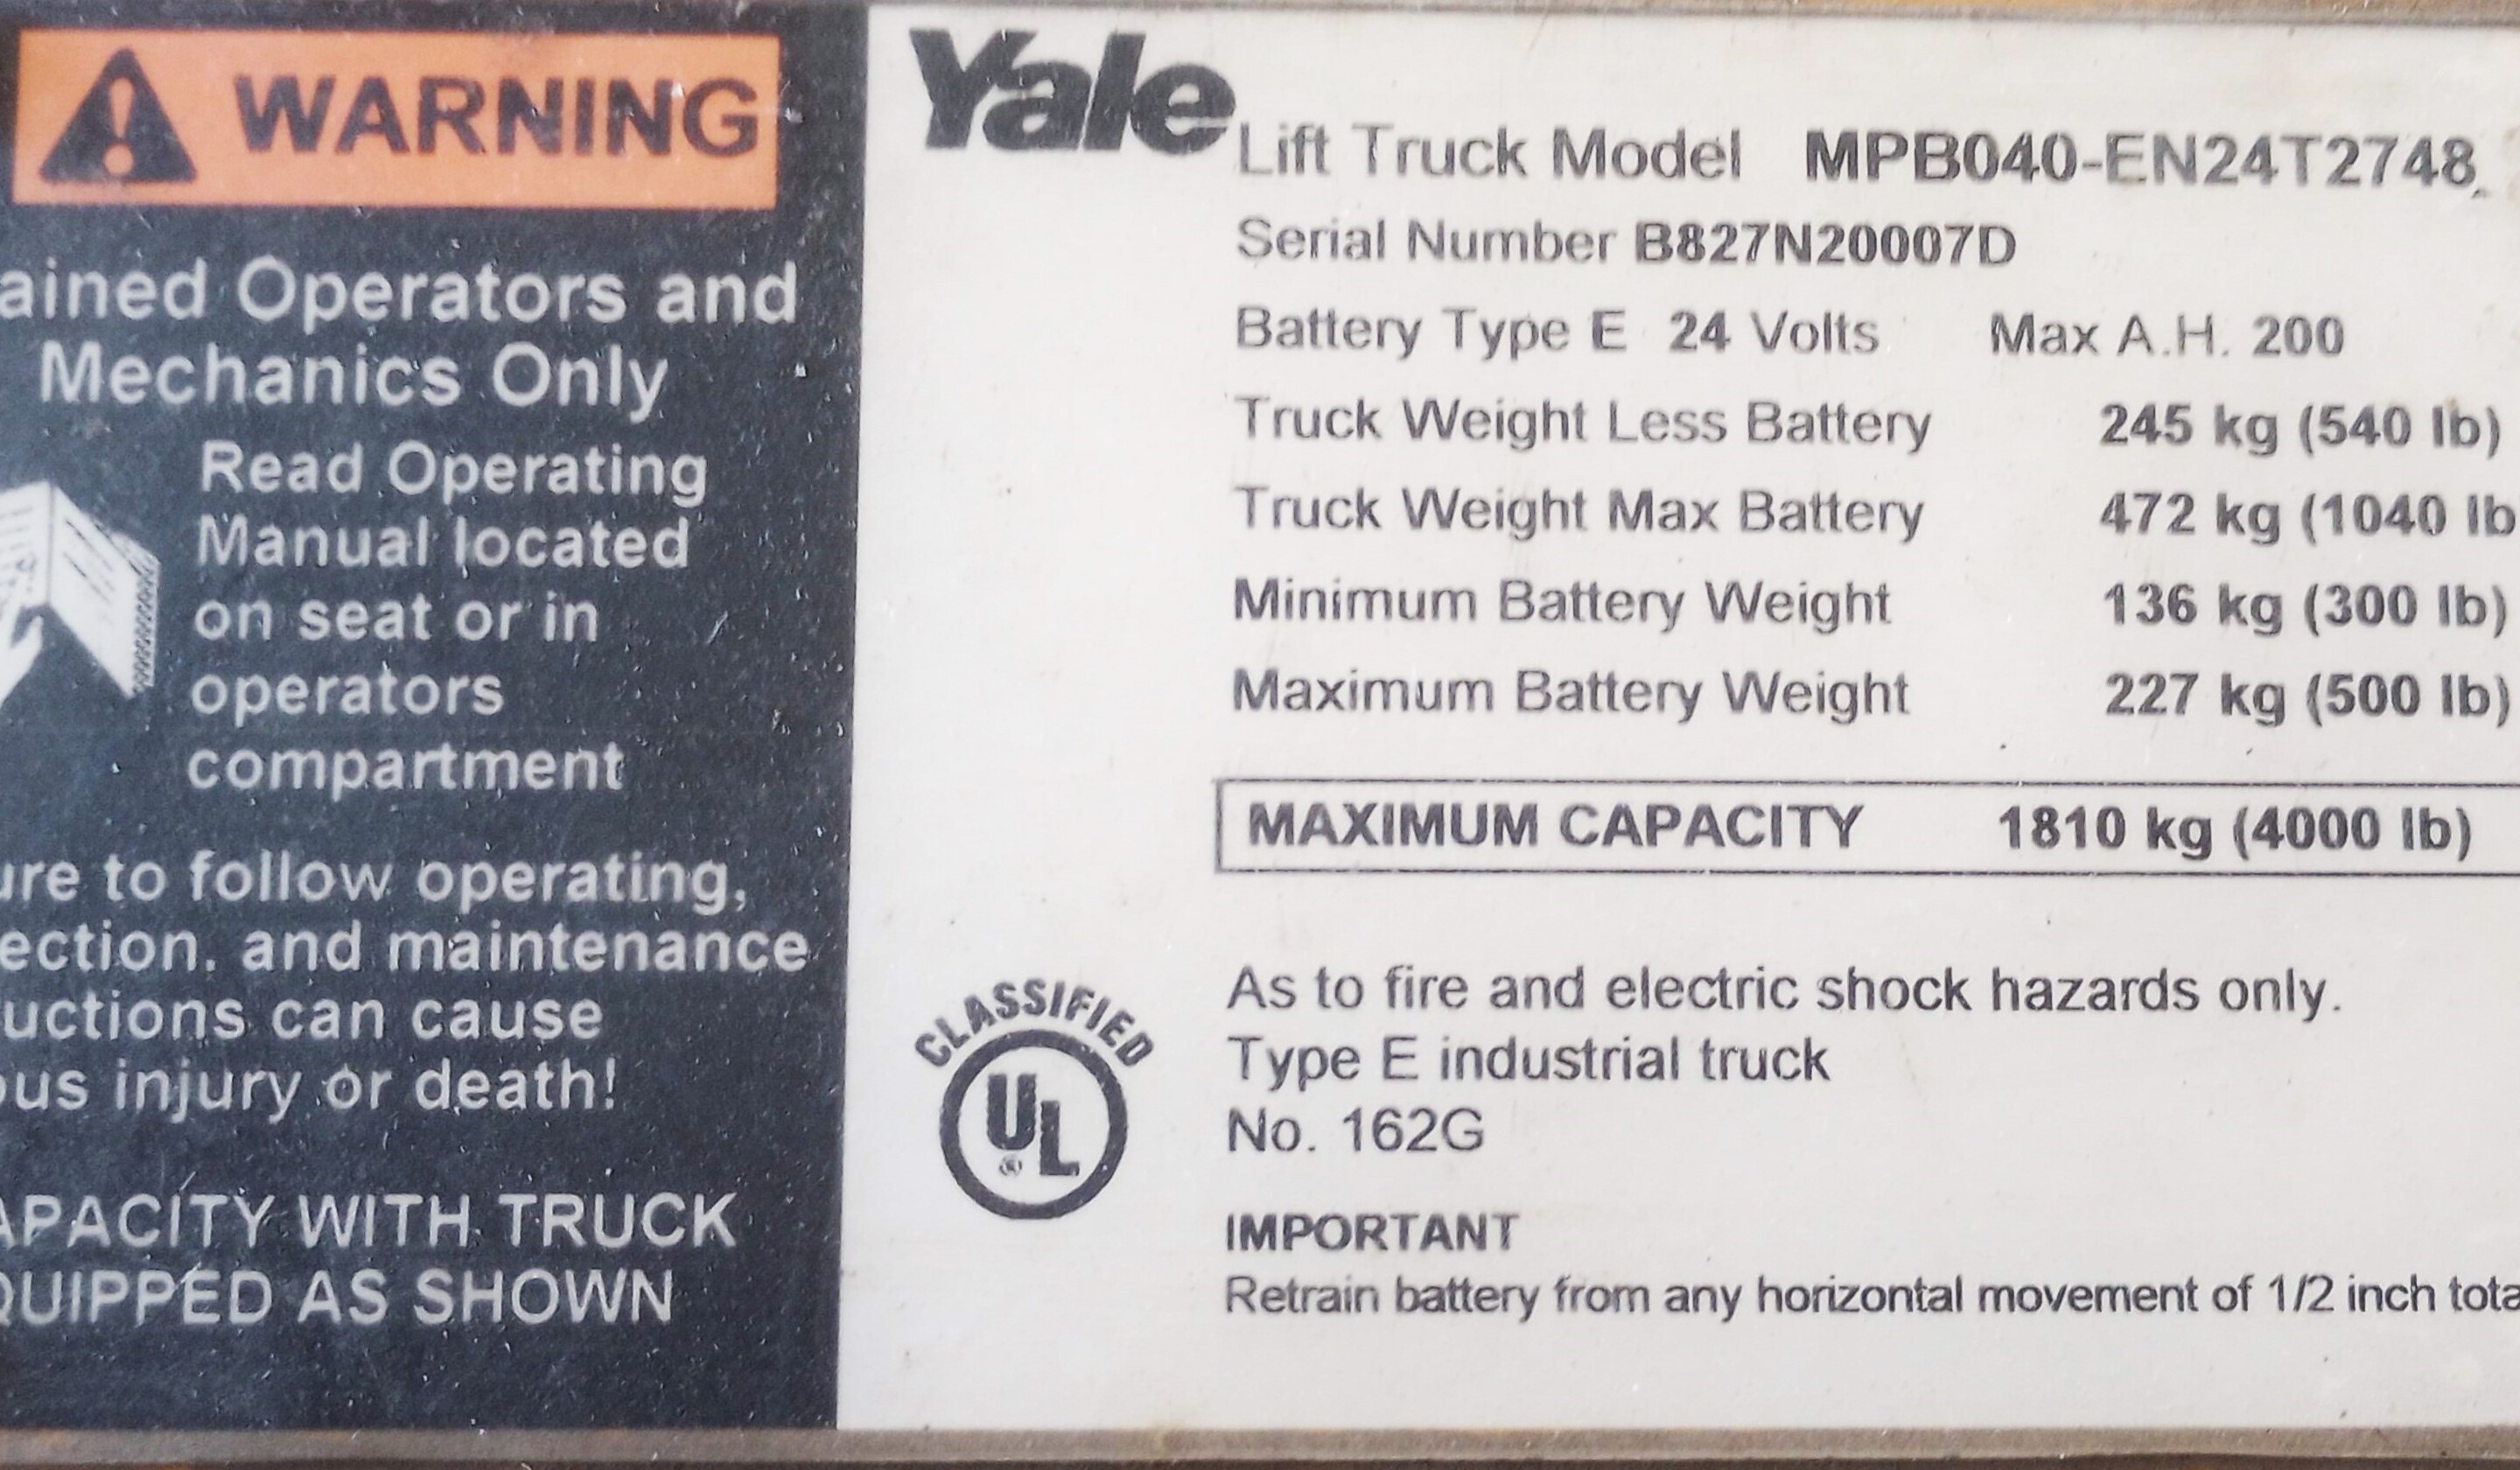 WARNING
ained Operators and
Mechanics Only
Read Operating
Manual located
on seat or in
operators
compartment
ure to follow operating,
ection, and maintenance
uctions can cause
ous injury or death!
APACITY WITH TRUCK
QUIPPED AS SHOWN
Yale
Lift Truck Model MPB040-EN24T2748
Serial Number B827N20007D
Battery Type E 24 Volts Max A.H. 200
Truck Weight Less Battery 245 kg (540 lb)
Truck Weight Max Battery 472 kg (1040 lb
Minimum Battery Weight 136 kg (300 lb)
Maximum Battery Weight 227 kg (500 lb)
MAXIMUM CAPACITY 1810 kg (4000 lb)
CLASSIFIED
UL®
As to fire and electric shock hazards only.
Type E industrial truck
No. 162G
IMPORTANT
Retrain battery from any horizontal movement of 1/2 inch tota